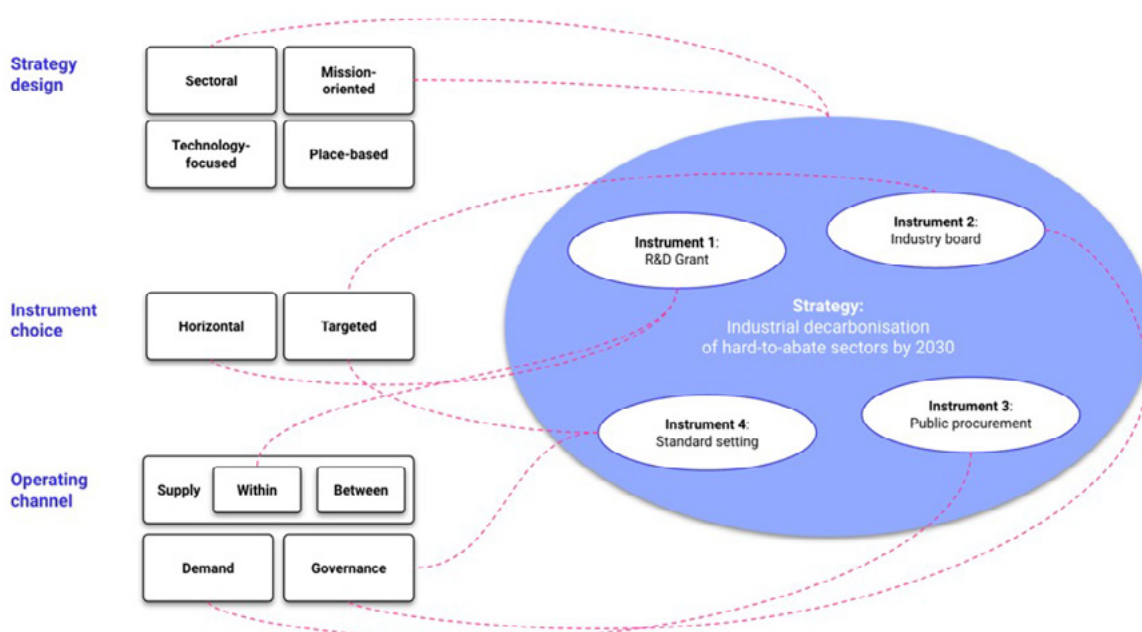 Strategy
design
Sectoral
Mission-
oriented
Technology-
focused
Place-based
Instrument 1:
R&D Grant
Instrument 2:
Industry board
Instrument
choice
Horizontal
Targeted
Strategy:
Industrial decarbonisation
of hard-to-abate sectors by 2030
Instrument 3:
Public procurement
Instrument 4:
Standard setting
Operating
channel
Supply
Within
Between
Demand
Governance